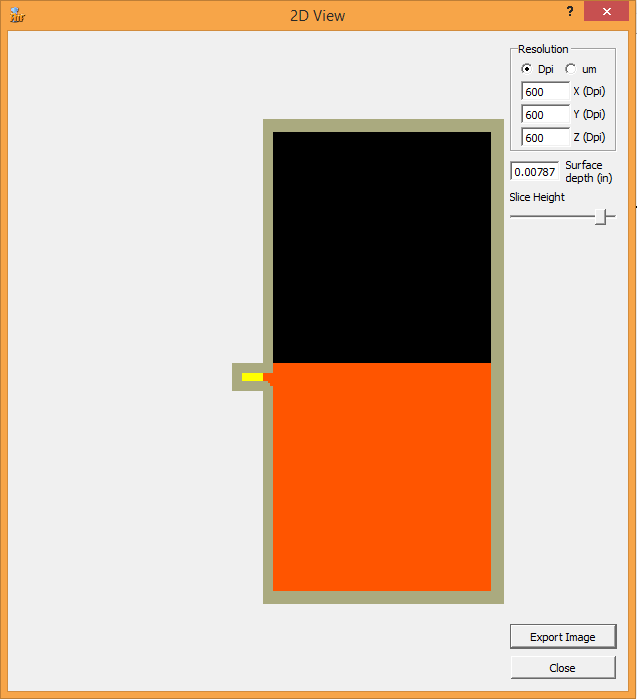 2D View
?
Resolution
Dpi um
600 X (Dpi)
600 Y (Dpi)
600 Z (Dpi)
0.00787 Surface
depth (in)
Slice Height
Export Image
Close